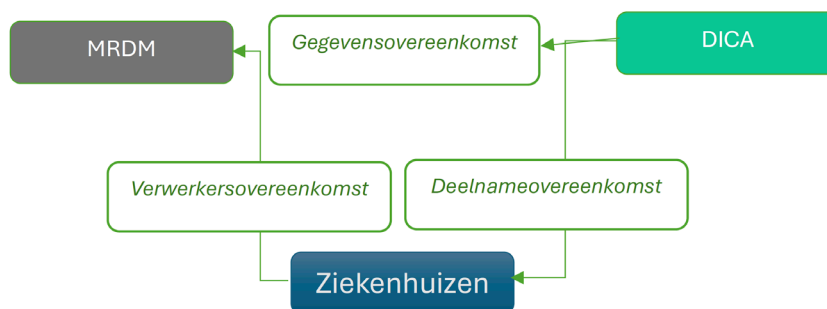 MRDM
Gegevensovereenkomst
DICA
Verwerkersovereenkomst
Deelnameovereenkomst
Ziekenhuizen